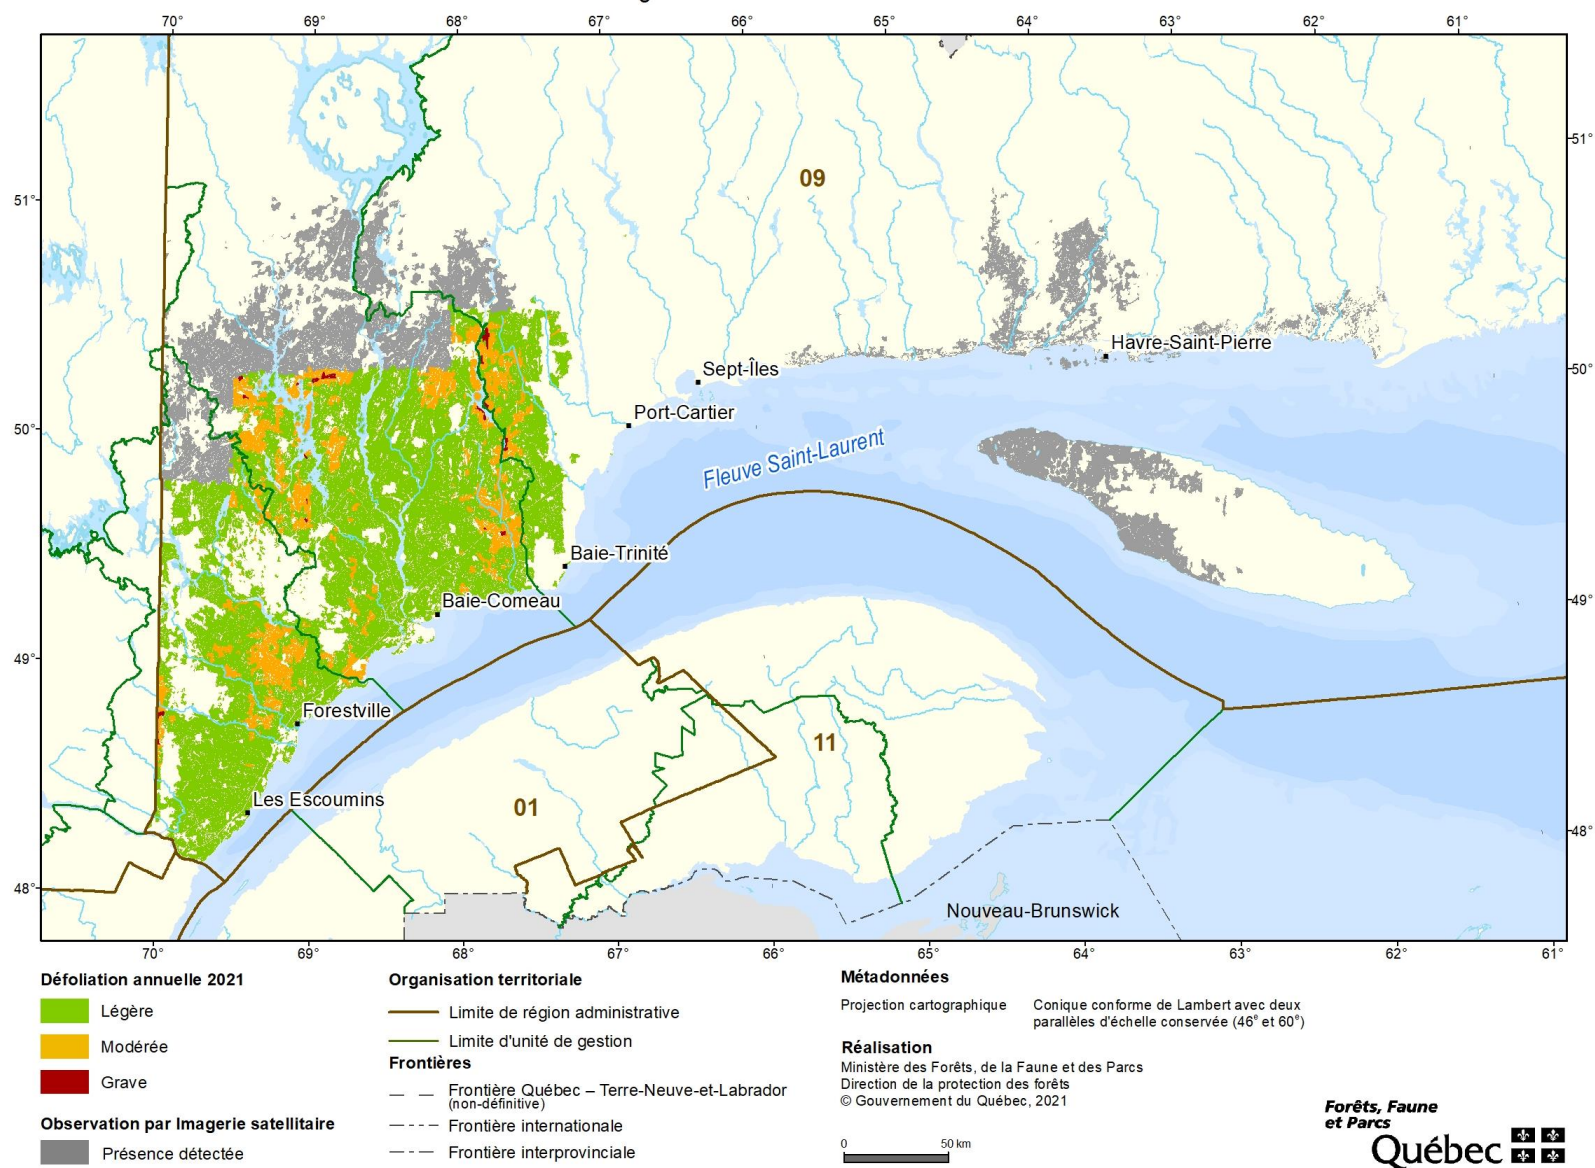 70° 69° 68° 67° 66° 65° 64° 63° 62° 61°
51°
09
51°
Havre-Saint-Pierre
Sept-Îles
50°
Port-Cartier
50°
Fleuve Saint-Laurent
Baie-Trinité
Baie-Comeau
49°
49°
Forestville
11
Les Escoumins
01
48°
48°
Nouveau-Brunswick
70° 69° 68° 67° 66° 65° 64° 63° 62° 61°
Défoliation annuelle 2021
Légère
Modérée
Grave
Observation par Imagerie satellitaire
Présence détectée
Organisation territoriale
Limite de région administrative
Limite d'unité de gestion
Frontières
Frontière Québec – Terre-Neuve-et-Labrador
(non-définitive)
Frontière internationale
Frontière interprovinciale
Métadonnées
Projection cartographique Conique conforme de Lambert avec deux
parallèles d'échelle conservée (46e et 60e)
Réalisation
Ministère des Forêts, de la Faune et des Parcs
Direction de la protection des forêts
© Gouvernement du Québec, 2021
0 50 km
Forêts, Faune
et Parcs
Québec